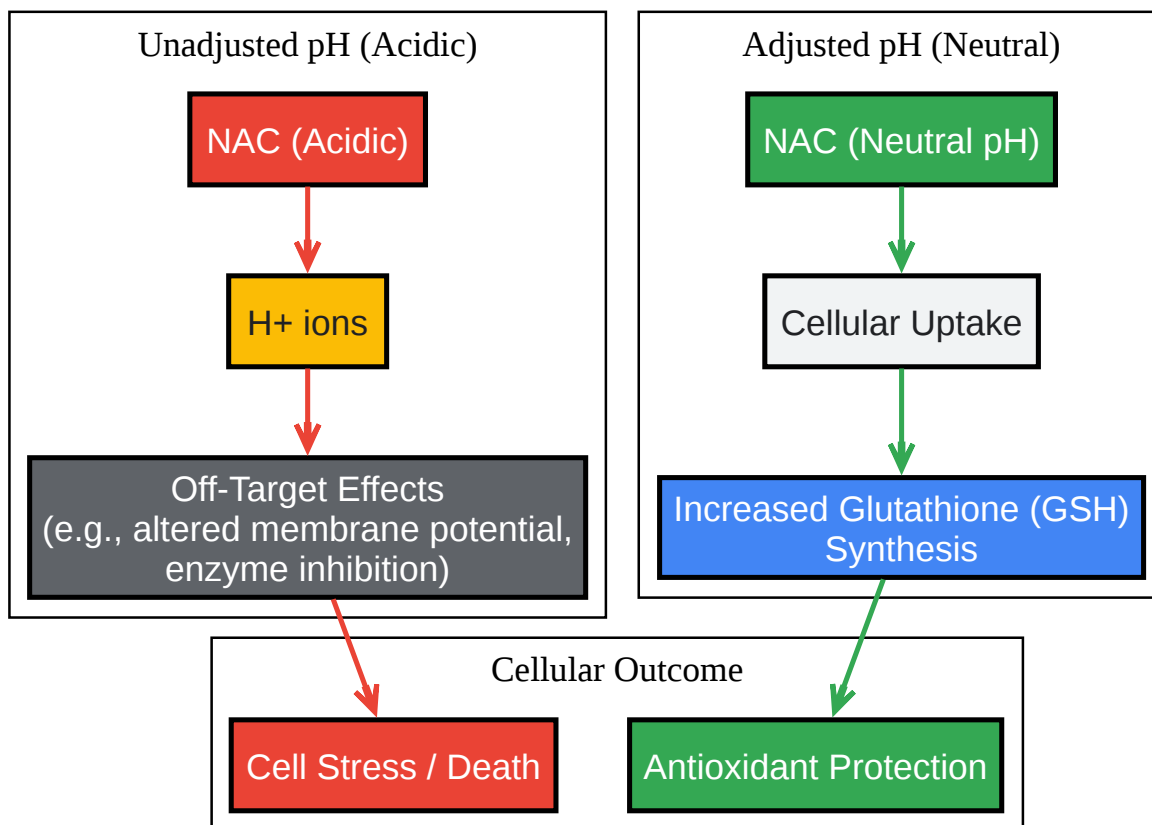 Unadjusted pH (Acidic)
NAC (Acidic)
H+ ions
Off-Target Effects
(e.g., altered membrane potential,
enzyme inhibition)
Adjusted pH (Neutral)
NAC (Neutral pH)
Cellular Uptake
Increased Glutathione (GSH)
Synthesis
Cellular Outcome
Cell Stress / Death
Antioxidant Protection